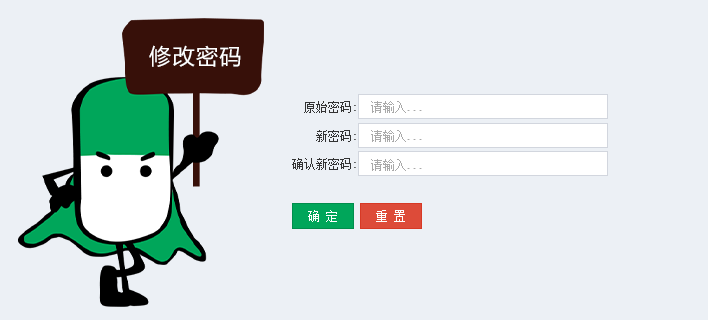 修改密码
原始密码: 请输入...
新密码: 请输入...
确认新密码: 请输入...
确 定 重 置